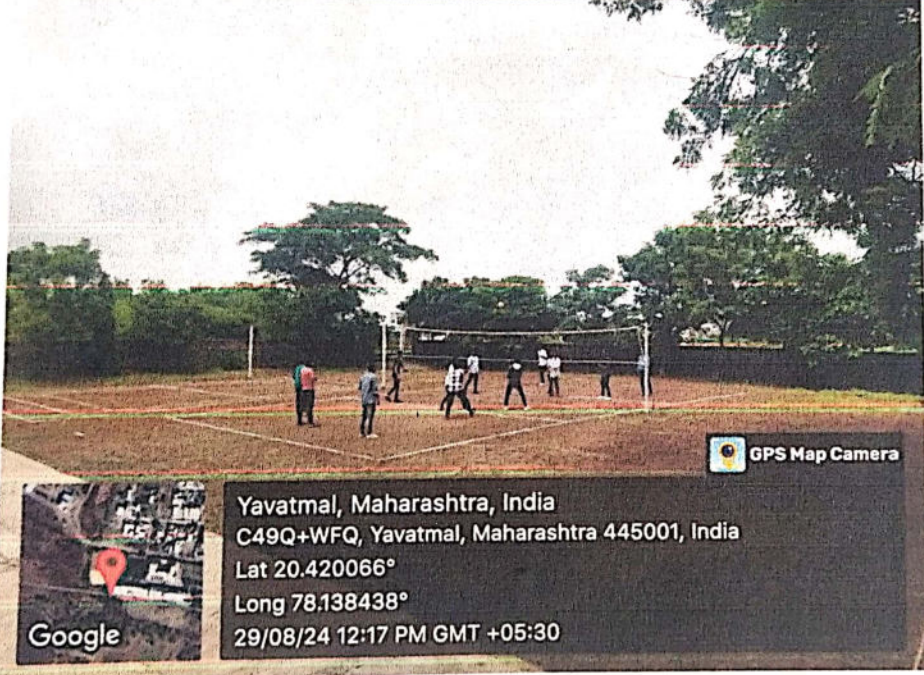 GPS Map Camera
Yavatmal, Maharashtra, India
C49Q+WFQ, Yavatmal, Maharashtra 445001, India
Lat 20.420066°
Long 78.138438°
29/08/24 12:17 PM GMT +05:30
Google